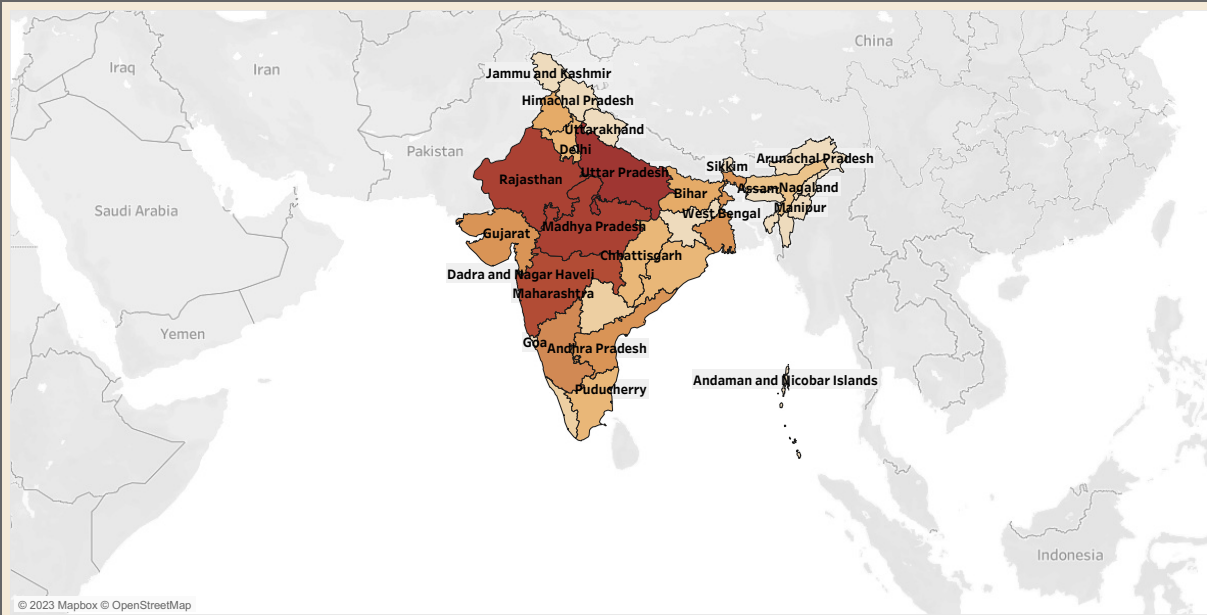 China
Iraq
Iran
Jammu and Kashmir
Himachal Pradesh
Uttarakhand
Pakistan
Delhi
Arunachal Pradesh
Sikkim
Uttar Pradesh
Rajasthan
Bihar
Assam
Nagaland
Saudi Arabia
Manipur
West Bengal
Madhya Pradesh
Gujarat
Chhattisgarh
Dadra and Nagar Haveli
Maharashtra
Yemen
Goa
Andhra Pradesh
Andaman and Nicobar Islands
Puducherry
Indonesia
© 2023 Mapbox © OpenStreetMap